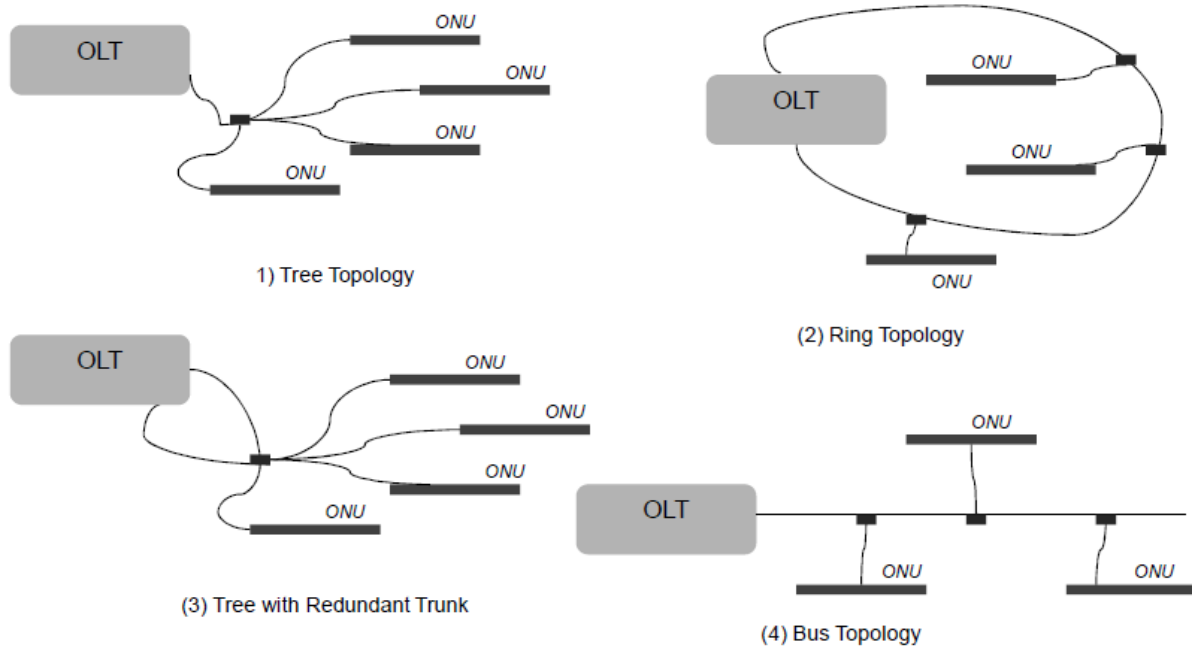 OLT
ONU
ONU
ONU
ONU
1) Tree Topology
OLT
ONU
ONU
ONU
(2) Ring Topology
OLT
ONU
ONU
ONU
ONU
(3) Tree with Redundant Trunk
OLT
ONU
ONU
ONU
(4) Bus Topology